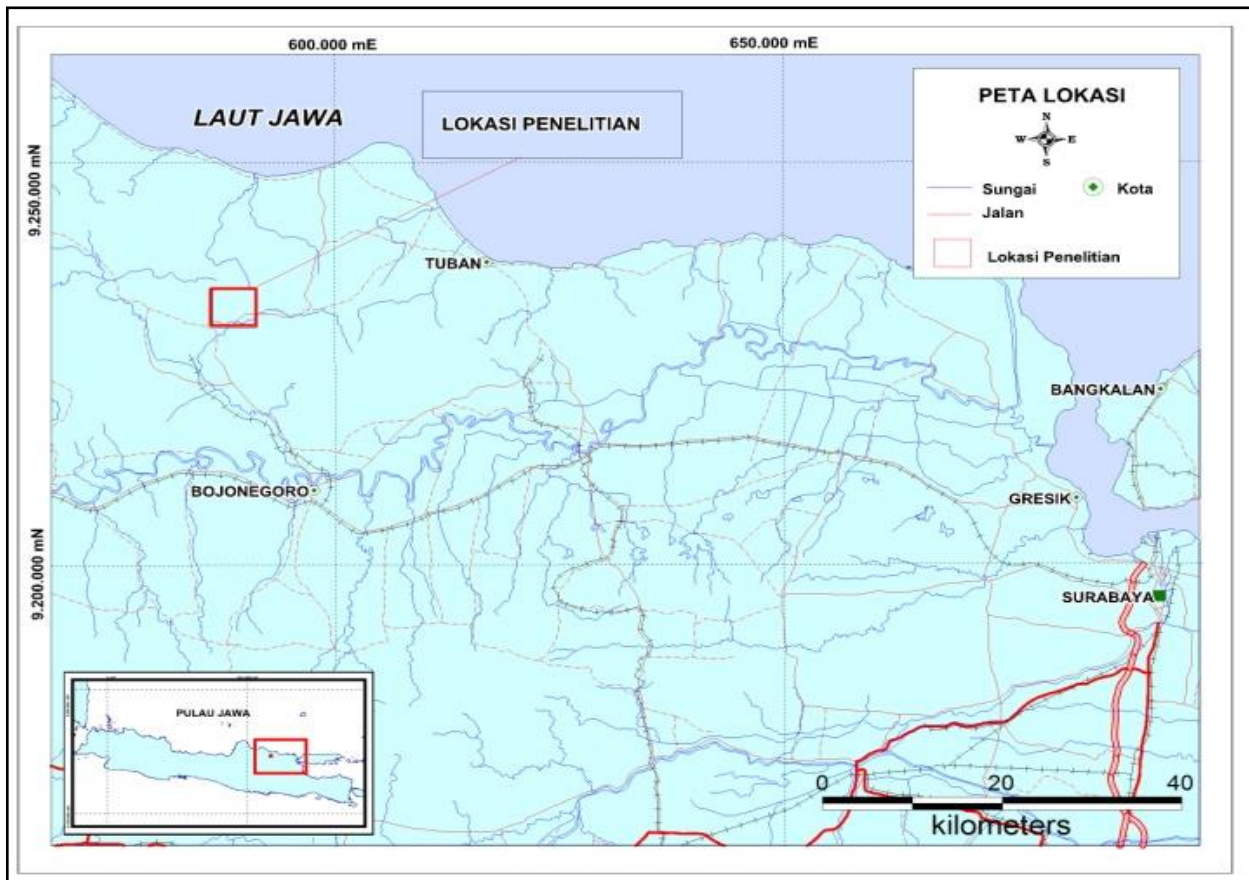 600.000 mE
650.000 mE
LAUT JAWA
LOKASI PENELITIAN
PETA LOKASI
N
W
E
S
Sungai
Kota
Jalan
Lokasi Penelitian
9.250.000 mN
TUBAN
BANGKALAN
BOJONEGORO
GRESIK
9.200.000 mN
SURABAYA
PULAU JAWA
0
20
40
kilometers